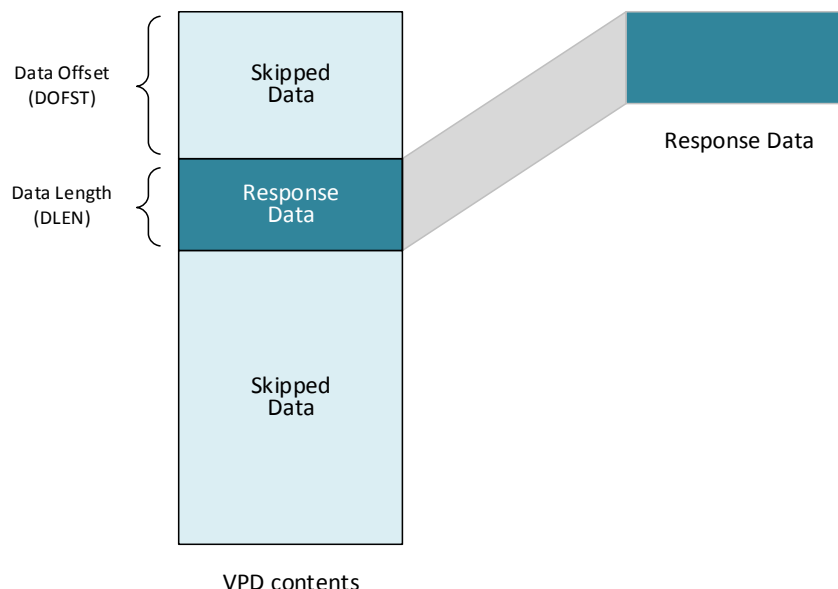 Data Offset
(DOFST)
Skipped
Data
Response Data
Data Length
(DLEN)
Response
Data
Skipped
Data
VPD contents